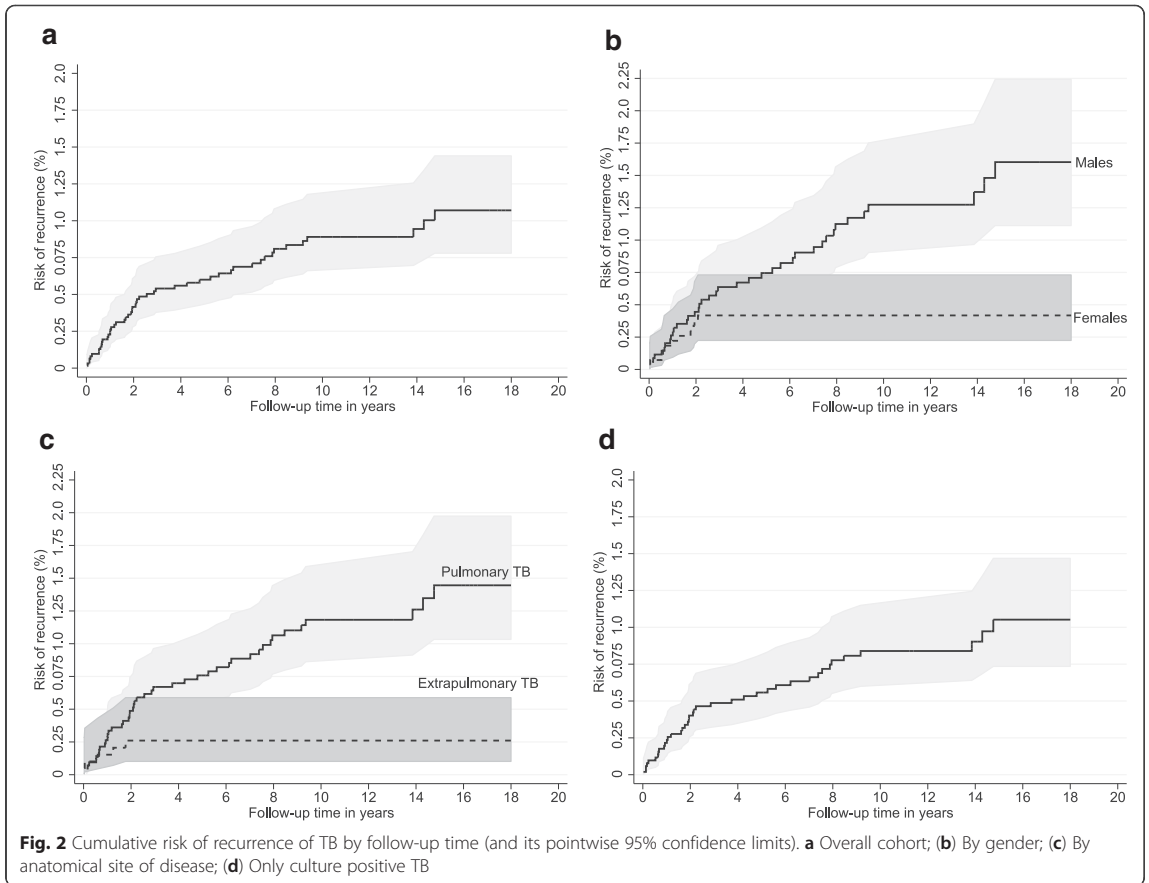 a
2.0
1.75
1.5
1.25
1.0
0.075
0.5
0.25
0
Risk of recurrence (%)
0 2 4 6 8 10 12 14 16 18 20
Follow-up time in years
b
2.25
2.0
1.75
1.5
1.25
1.0
0.075
0.5
0.25
0
Risk of recurrence (%)
Males
Females
0 2 4 6 8 10 12 14 16 18 20
Follow-up time in years
c
2.25
2.0
1.75
1.5
1.25
1.0
0.075
0.5
0.25
0
Risk of recurrence (%)
Pulmonary TB
Extrapulmonary TB
0 2 4 6 8 10 12 14 16 18 20
Follow-up time in years
d
2.0
1.75
1.5
1.25
1.0
0.075
0.5
0.25
0
Risk of recurrence (%)
0 2 4 6 8 10 12 14 16 18 20
Follow-up time in years
Fig. 2 Cumulative risk of recurrence of TB by follow-up time (and its pointwise 95% confidence limits). a Overall cohort; (b) By gender; (c) By
anatomical site of disease; (d) Only culture positive TB